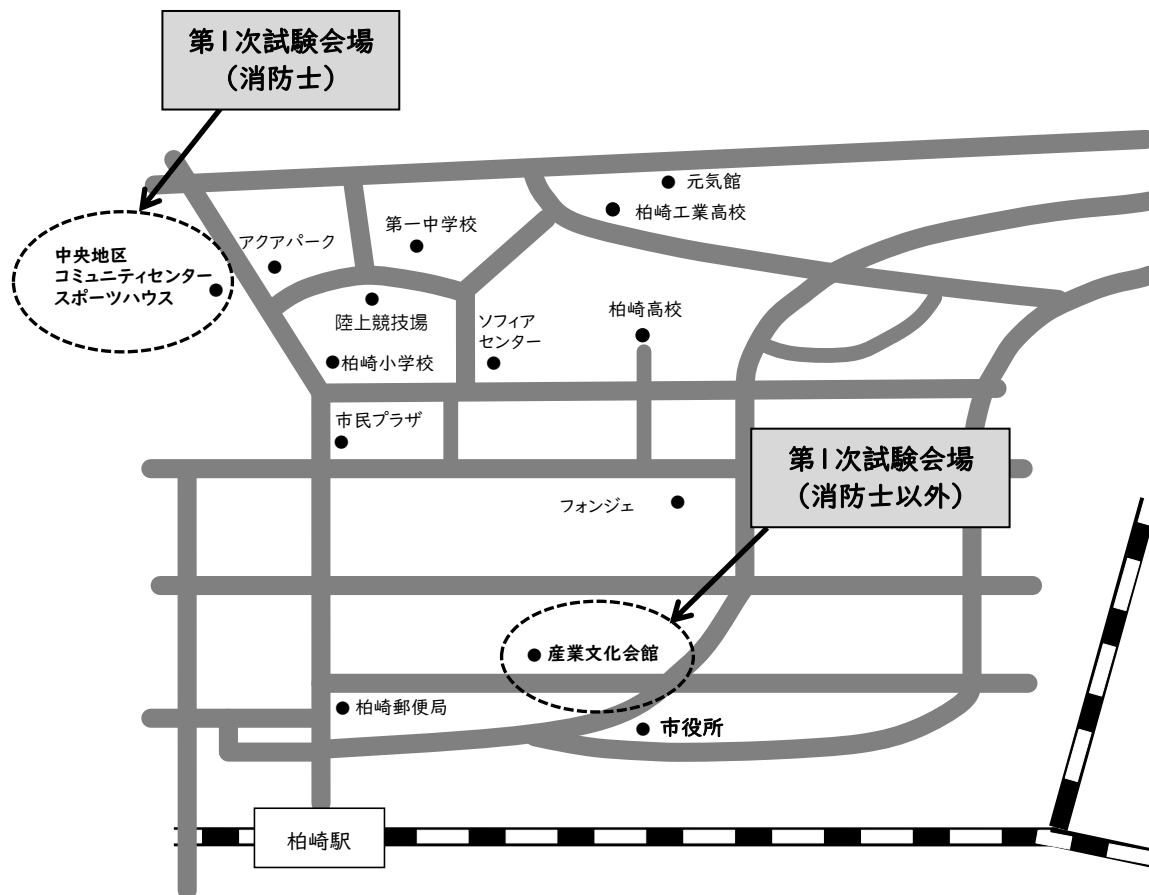 第1次試験会場
（消防士）
元気館
柏崎工業高校
第一中学校
アクアパーク
中央地区
コミュニティセンター
スポーツハウス
陸上競技場
ソフィア
センター
柏崎高校
柏崎小学校
市民プラザ
第1次試験会場
（消防士以外）
フォンジェ
産業文化会館
柏崎郵便局
市役所
柏崎駅